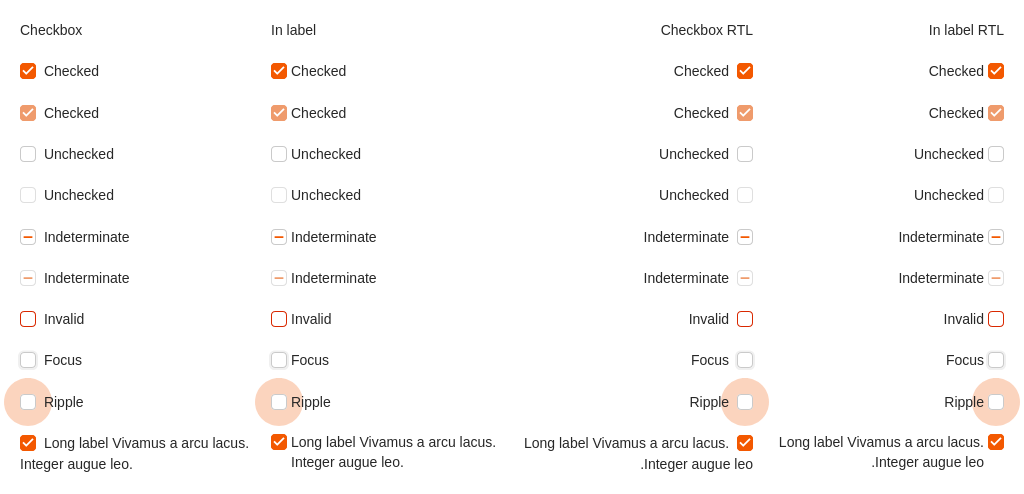 Checkbox In label Checkbox RTL In label RTL
Checked Checked Checked Checked
Checked Checked Checked Checked
Unchecked Unchecked Unchecked Unchecked
Unchecked Unchecked Unchecked Unchecked
Indeterminate Indeterminate Indeterminate Indeterminate
Indeterminate Indeterminate Indeterminate Indeterminate
Invalid Invalid Invalid Invalid
Focus Focus Focus Focus
Ripple Ripple Ripple Ripple
Long label Vivamus a arcu lacus. Long label Vivamus a arcu lacus. Long label Vivamus a arcu lacus. Long label Vivamus a arcu lacus.
Integer augue leo. Integer augue leo. .Integer augue leo .Integer augue leo